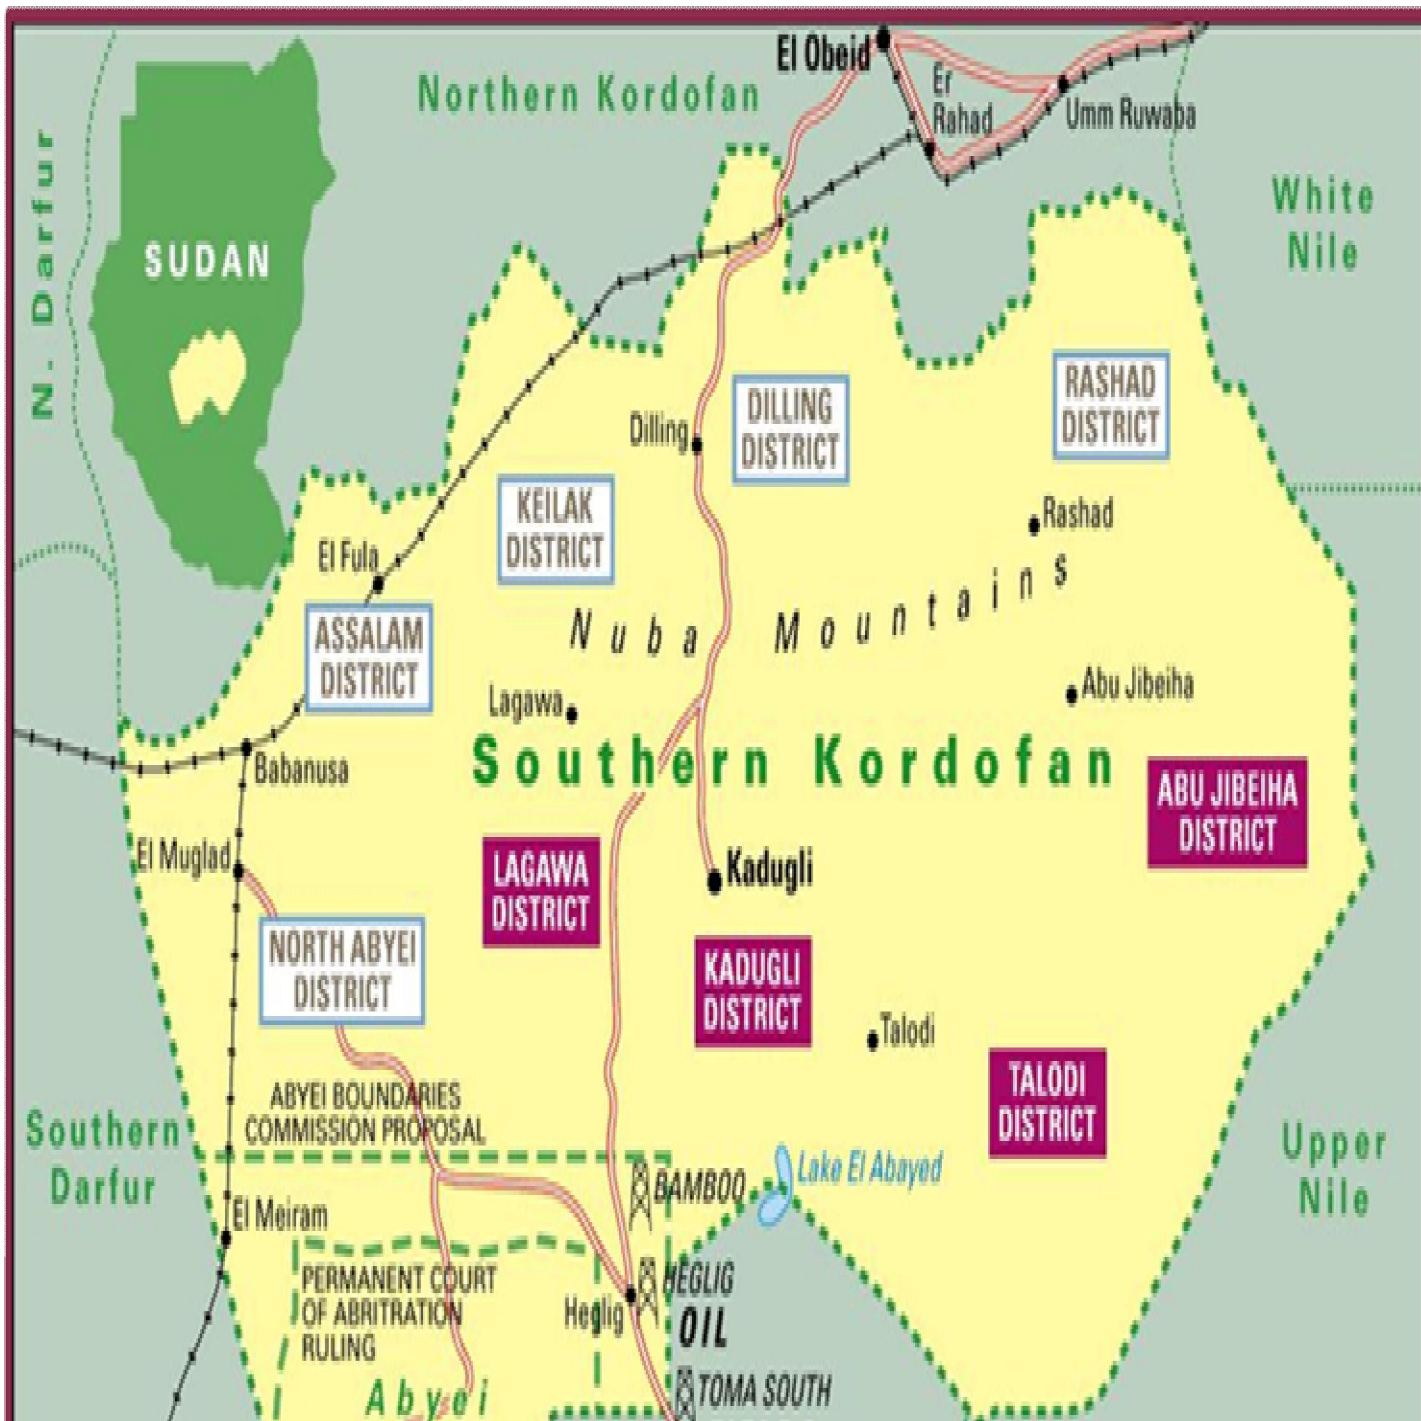 El Obeid
Northern Kordofan
Er
Rahad
Umm Ruwaba
N. Darfur
White
Nile
SUDAN
DILLING
DISTRICT
RASHAD
DISTRICT
Dilling
KEILAK
DISTRICT
Rashad
El Fula
Nuba Mountains
ASSALAM
DISTRICT
Lagawa
Abu Jibeiha
Southern Kordofan
Babanusa
ABU JIBEIHA
DISTRICT
El Muglad
LAGAWA
DISTRICT
Kadugli
NORTH ABYEI
DISTRICT
KADUGLI
DISTRICT
Talodi
TALODI
DISTRICT
ABYEI BOUNDARIES
COMMISSION PROPOSAL
Southern
Darfur
Upper
Nile
BAMBOO
Lake El Abayed
El Meiram
PERMANENT COURT
OF ABRITRATION
RULING
HEGLIG
Heglig
OIL
TOMA SOUTH
Abyei